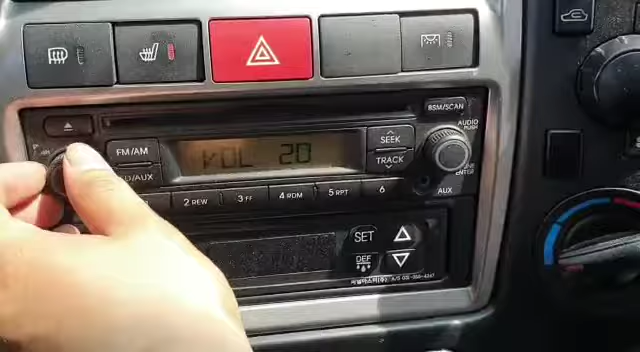 BSM/SCAN
AUDIO
PUSH
FM/AM
VOL 20
SEEK
TRACK
/AUX
2 REW
3 FF
4 RDM
5 RPT
6
AUX
ENTER
SET
DEF